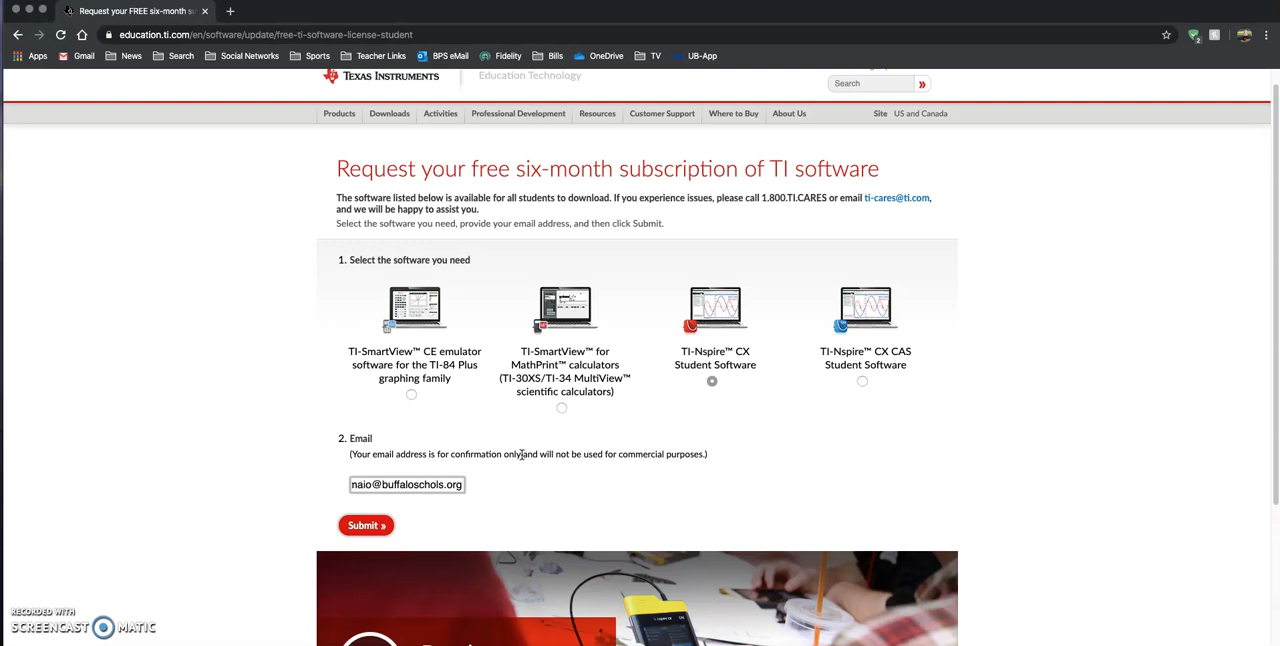 Request your FREE six-month su
education.ti.com/en/software/update/free-ti-software-license-student
Apps Gmail News Search Social Networks Sports Teacher Links BPS eMail Fidelity Bills OneDrive TV UB-App
TEXAS INSTRUMENTS Education Technology
Search
Products Downloads Activities Professional Development Resources Customer Support Where to Buy About Us Site US and Canada
Request your free six-month subscription of TI software
The software listed below is available for all students to download. If you experience issues, please call 1.800.TI.CARES or email ti-cares@ti.com,
and we will be happy to assist you.
Select the software you need, provide your email address, and then click Submit.
1. Select the software you need
TI-SmartView™ CE emulator
software for the TI-84 Plus
graphing family
TI-SmartView™ for
MathPrint™ calculators
(TI-30XS/TI-34 MultiView™
scientific calculators)
TI-Nspire™ CX
Student Software
TI-Nspire™ CX CAS
Student Software
2. Email
(Your email address is for confirmation only and will not be used for commercial purposes.)
naio@buffaloschols.org
Submit »
RECORDED WITH
SCREENCAST MATIC